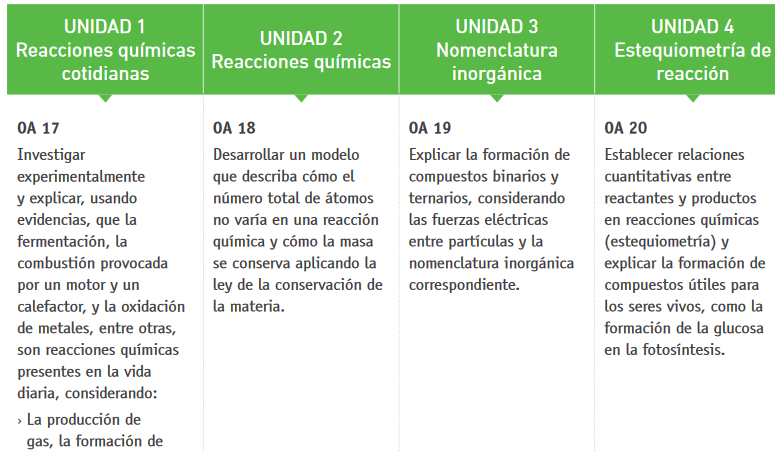 UNIDAD 1
Reacciones químicas
cotidianas
OA 17
Investigar
experimentalmente
y explicar, usando
evidencias, que la
fermentación, la
combustión provocada
por un motor y un
calefactor, y la oxidación
de metales, entre otras,
son reacciones químicas
presentes en la vida
diaria, considerando:
› La producción de
gas, la formación de
UNIDAD 2
Reacciones químicas
OA 18
Desarrollar un modelo
que describa cómo el
número total de átomos
no varía en una reacción
química y cómo la masa
se conserva aplicando la
ley de la conservación de
la materia.
UNIDAD 3
Nomenclatura
inorgánica
OA 19
Explicar la formación de
compuestos binarios y
ternarios, considerando
las fuerzas eléctricas
entre partículas y la
nomenclatura inorgánica
correspondiente.
UNIDAD 4
Estequiometría de
reacción
OA 20
Establecer relaciones
cuantitativas entre
reactantes y productos
en reacciones químicas
(estequiometría) y
explicar la formación de
compuestos útiles para
los seres vivos, como la
formación de la glucosa
en la fotosíntesis.